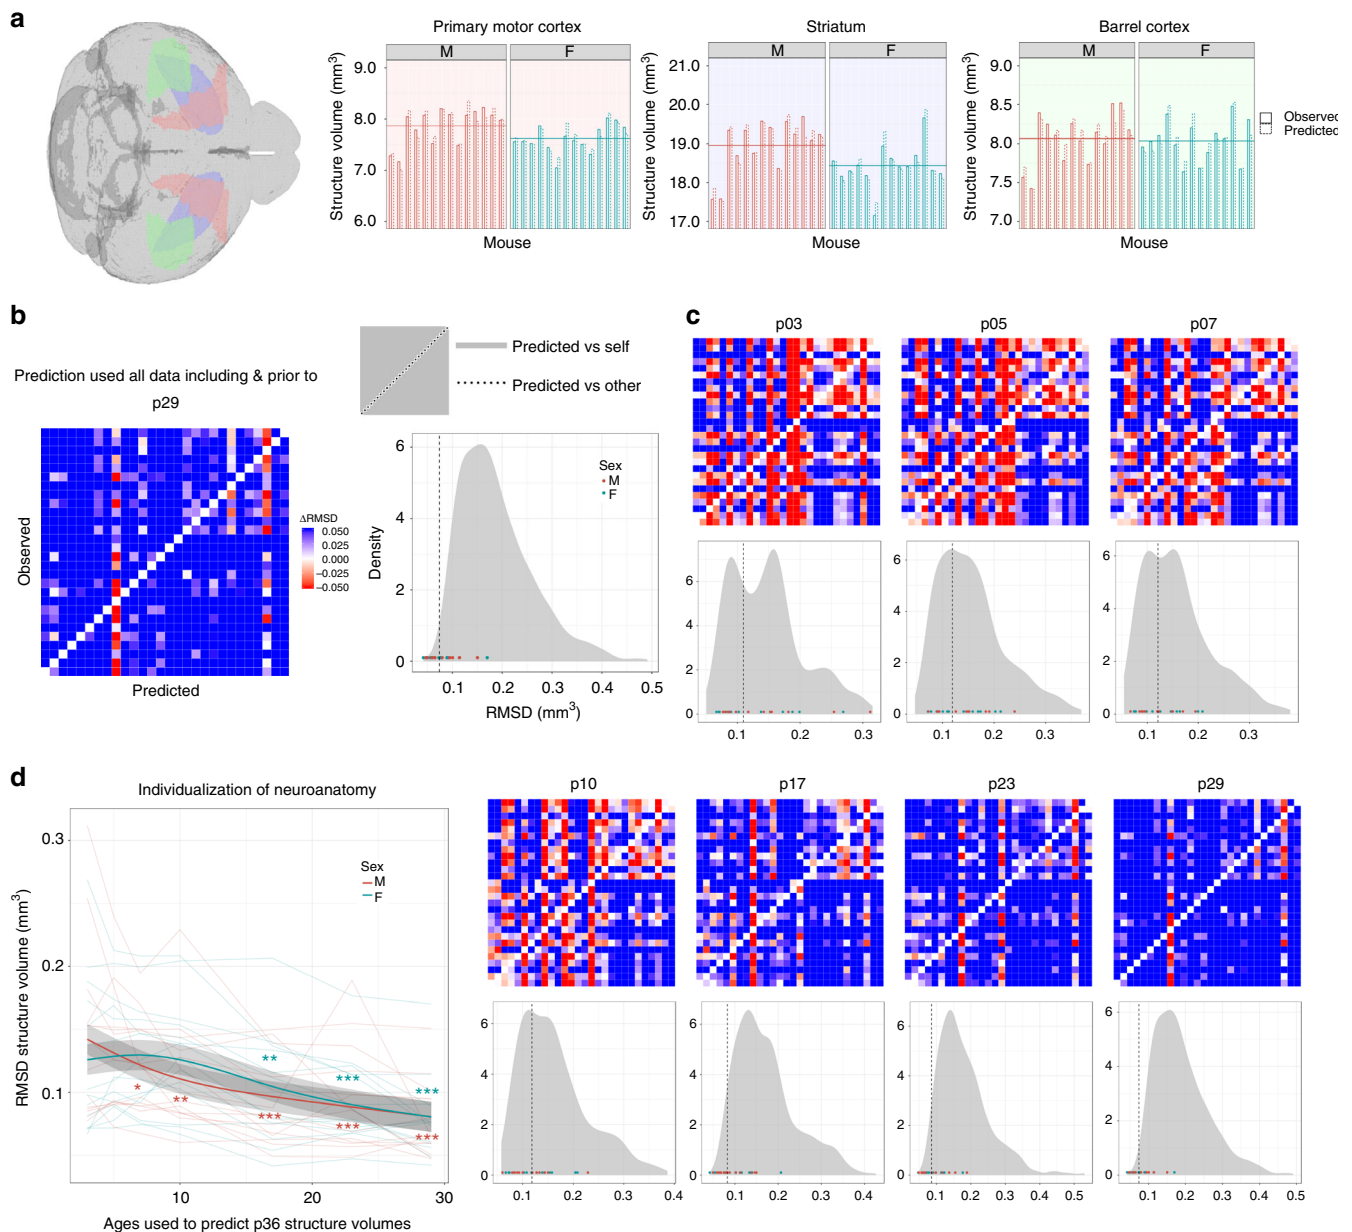 a
Primary motor cortex
M
F
Structure volume (mm3)
9.0
8.0
7.0
6.0
Mouse
Striatum
M
F
Structure volume (mm3)
21.0
20.0
19.0
18.0
17.0
Mouse
Barrel cortex
M
F
Structure volume (mm3)
9.0
8.5
8.0
7.5
7.0
Mouse
Observed
Predicted
b
Prediction used all data including & prior to
p29
Observed
Predicted
ΔRMSD
0.050
0.025
0.000
−0.025
−0.050
Predicted vs self
Predicted vs other
Density
6
4
2
0
0.1 0.2 0.3 0.4 0.5
RMSD (mm3)
Sex
M
F
c
p03
p05
p07
6
4
2
0
0.1 0.2 0.3
8
6
4
2
0
0.1 0.2 0.3
6
4
2
0
0.1 0.2 0.3
d
Individualization of neuroanatomy
RMSD structure volume (mm3)
0.3
0.2
0.1
Sex
M
F
**
***
***
*
**
***
***
***
10 20 30
Ages used to predict p36 structure volumes
p10
p17
p23
p29
6
4
2
0
0.1 0.2 0.3 0.4
6
4
2
0
0.1 0.2 0.3 0.4
6
4
2
0
0.1 0.2 0.3 0.4 0.5
6
4
2
0
0.1 0.2 0.3 0.4 0.5